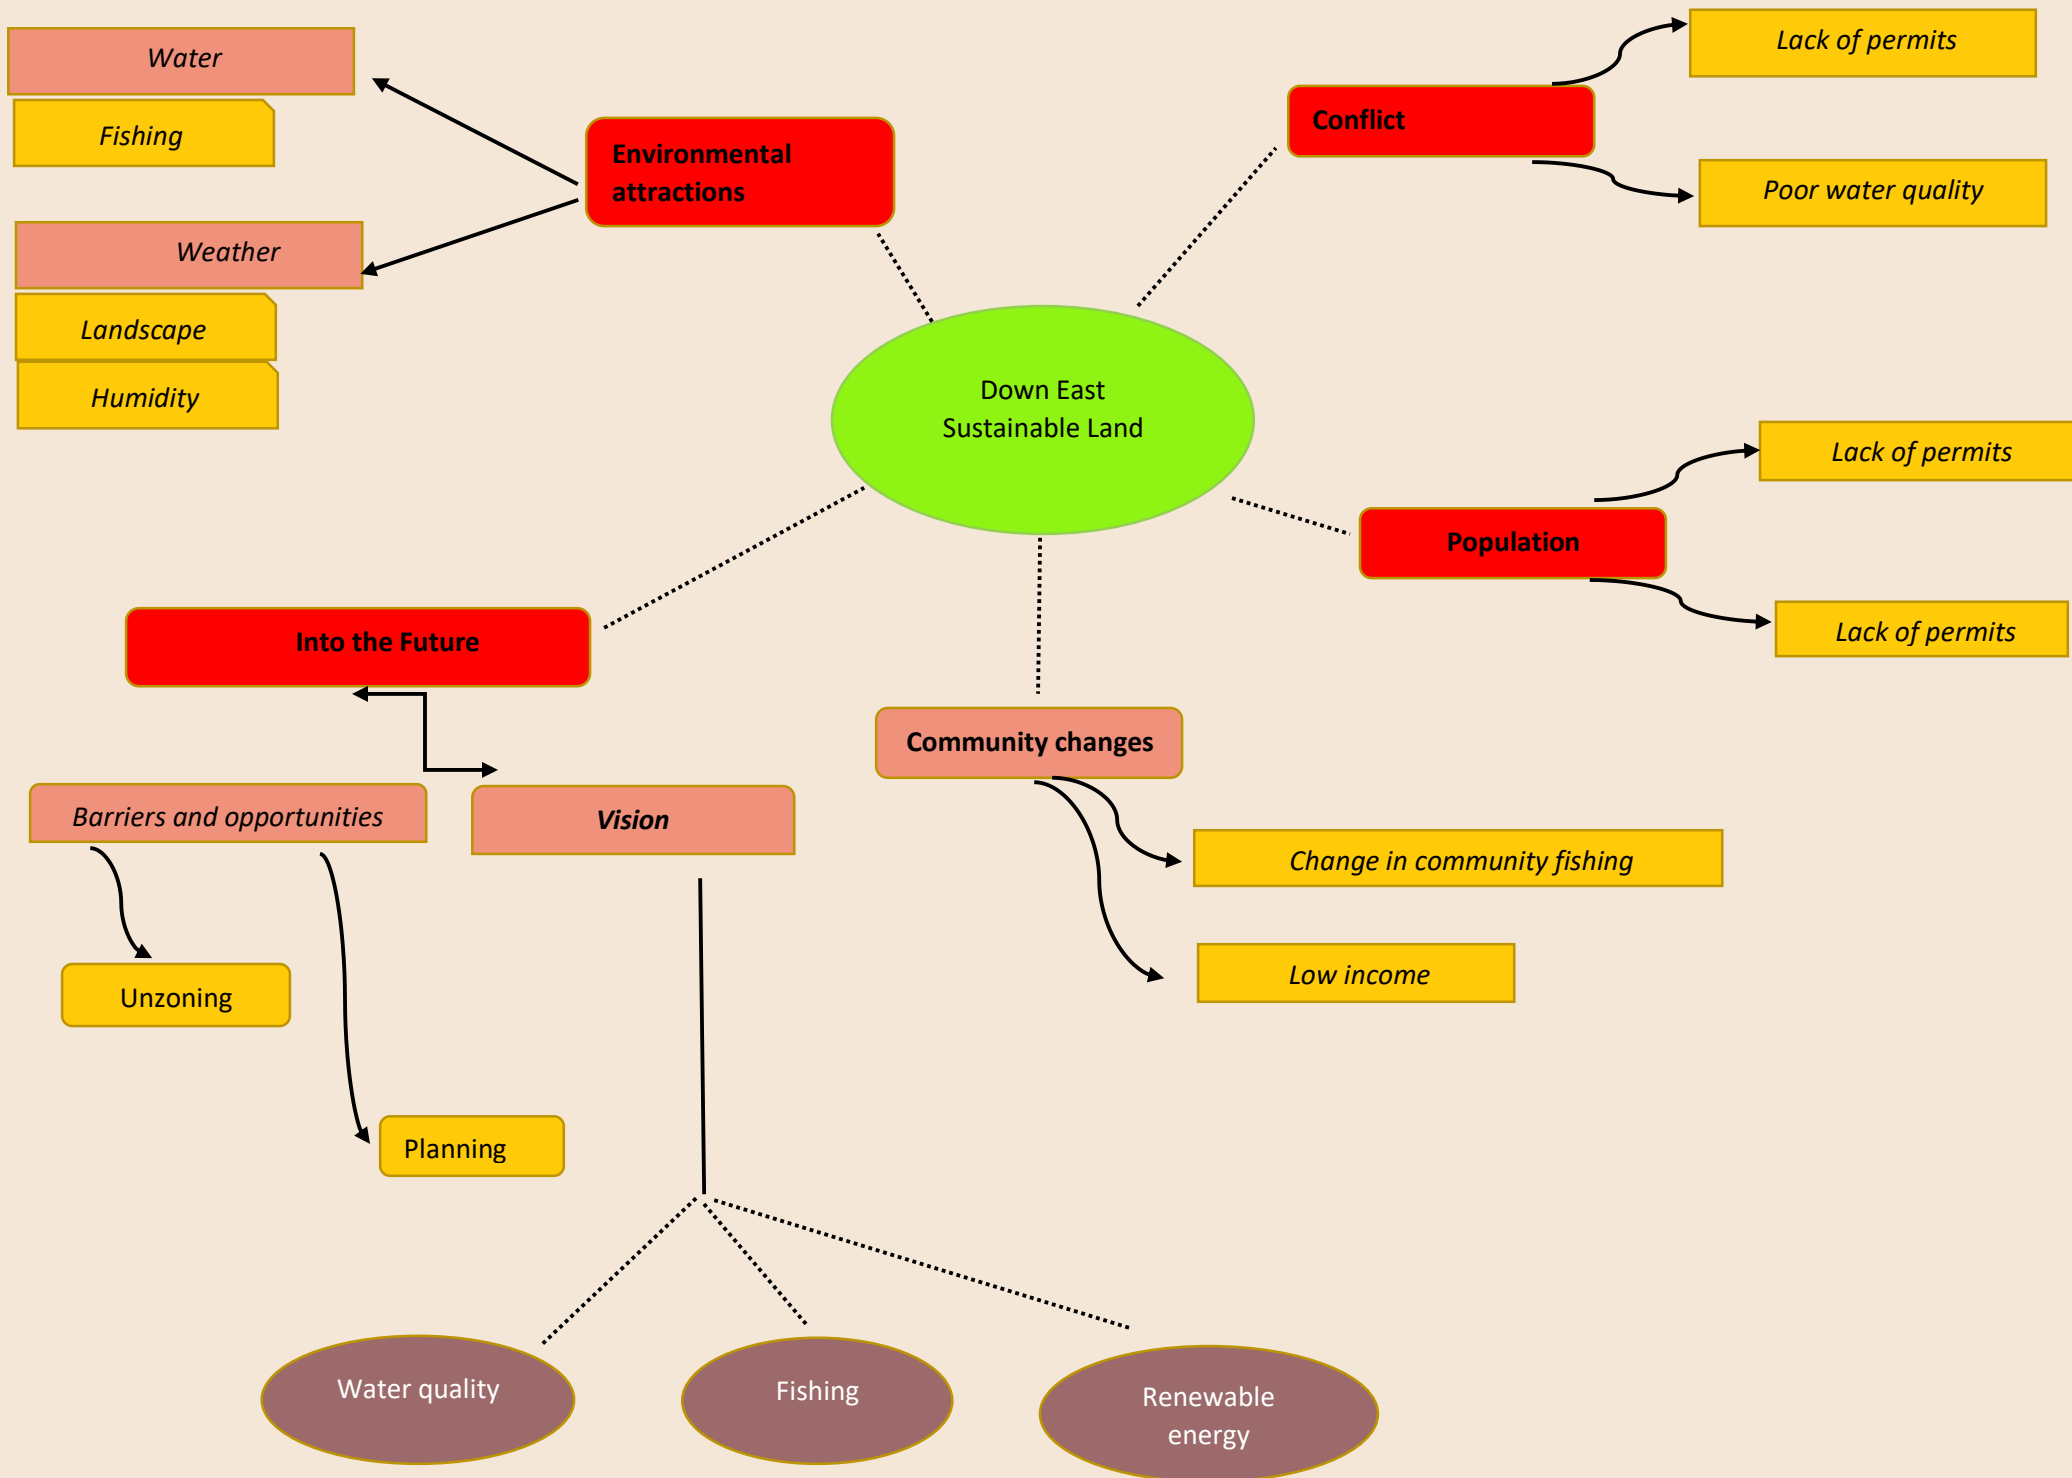 Water
Fishing
Environmental
attractions
Weather
Landscape
Humidity
Conflict
Lack of permits
Poor water quality
Down East
Sustainable Land
Lack of permits
Population
Lack of permits
Into the Future
Community changes
Barriers and opportunities
Vision
Change in community fishing
Low income
Unzoning
Planning
Water quality
Fishing
Renewable
energy